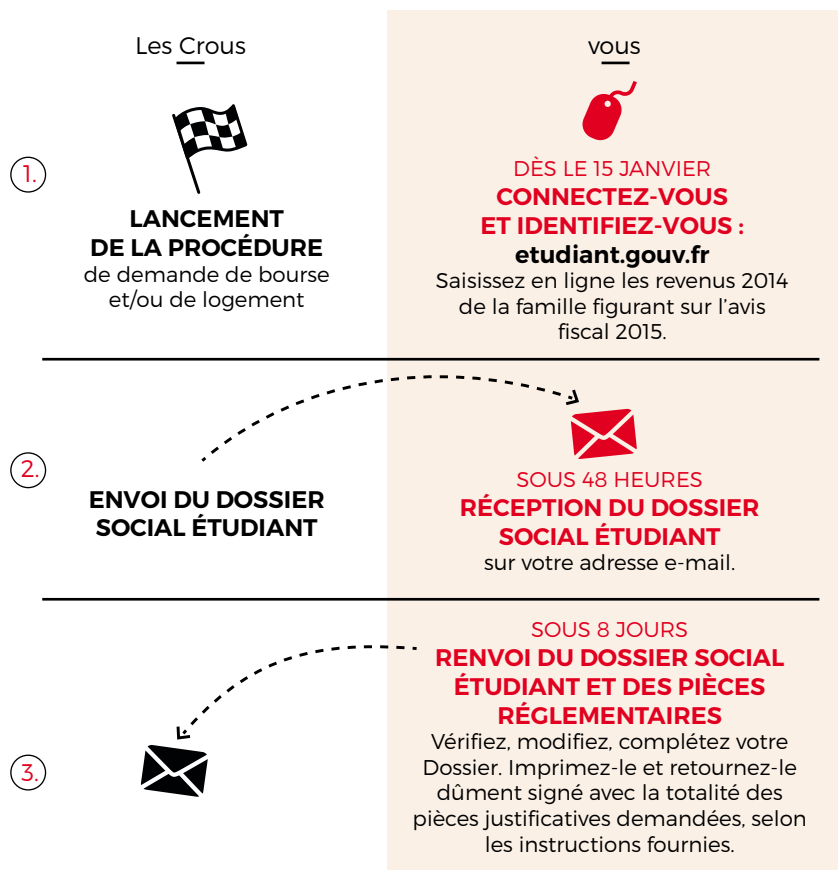 Les Crous
vous
1.
LANCEMENT
DE LA PROCÉDURE
de demande de bourse
et/ou de logement
DÈS LE 15 JANVIER
CONNECTEZ-VOUS
ET IDENTIFIEZ-VOUS :
etudiant.gouv.fr
Saisissez en ligne les revenus 2014
de la famille figurant sur l’avis
fiscal 2015.
2.
ENVOI DU DOSSIER
SOCIAL ÉTUDIANT
SOUS 48 HEURES
RÉCEPTION DU DOSSIER
SOCIAL ÉTUDIANT
sur votre adresse e-mail.
3.
SOUS 8 JOURS
RENVOI DU DOSSIER SOCIAL
ÉTUDIANT ET DES PIÈCES
RÉGLEMENTAIRES
Vérifiez, modifiez, complétez votre
Dossier. Imprimez-le et retournez-le
dûment signé avec la totalité des
pièces justificatives demandées, selon
les instructions fournies.